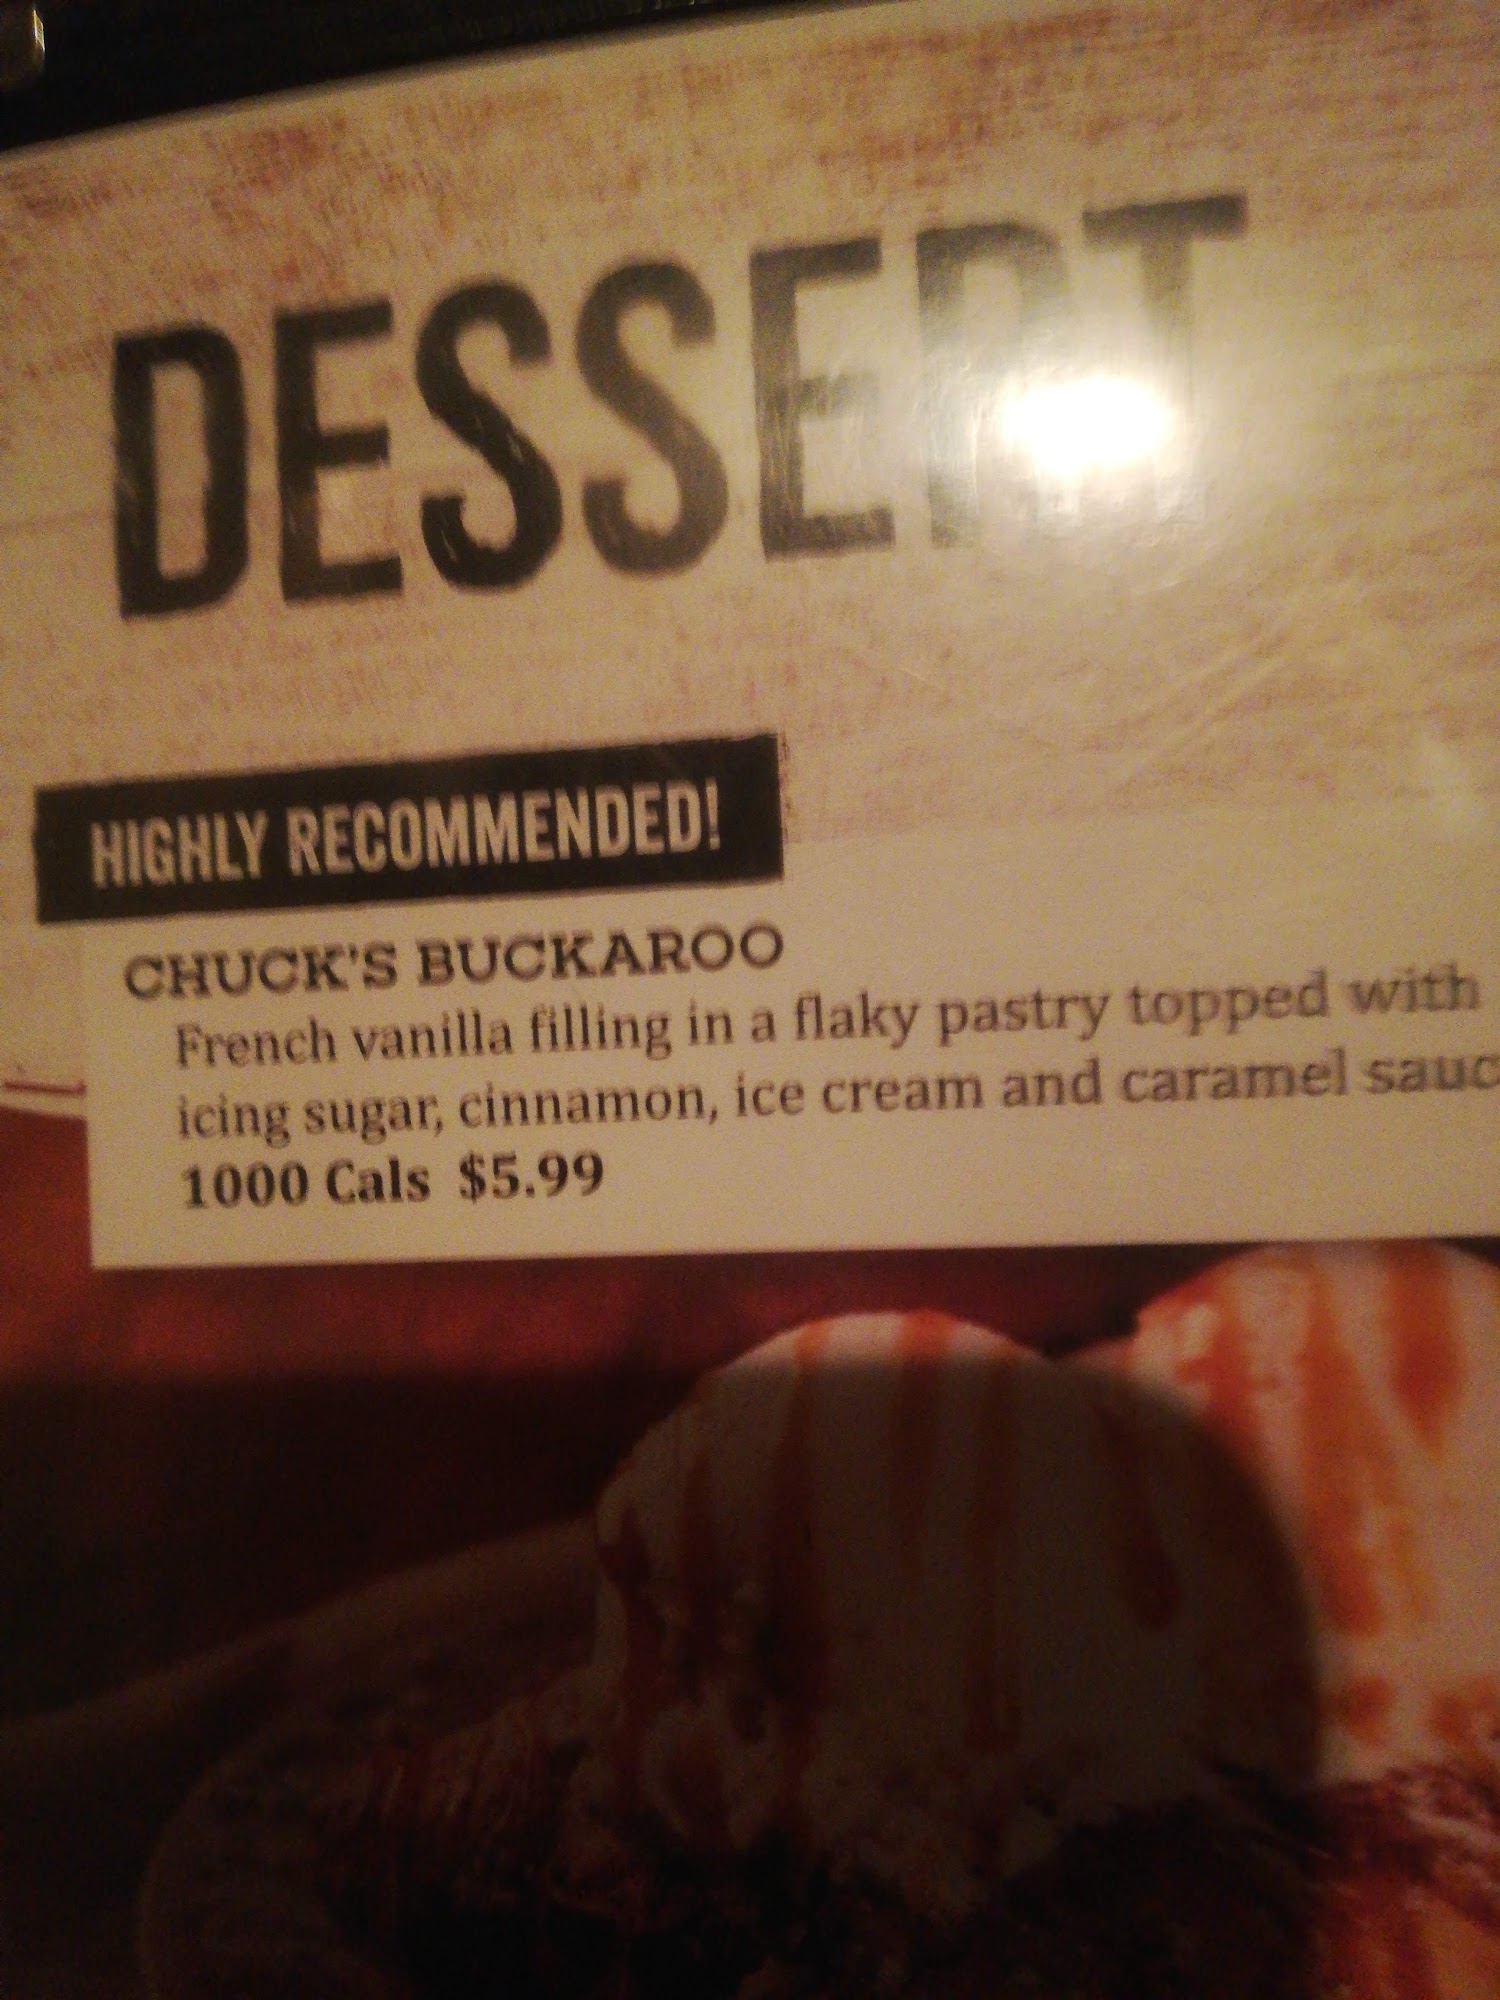 DESSERT
HIGHLY RECOMMENDED!
CHUCK'S BUCKAROO
French vanilla filling in a flaky pastry topped with
icing sugar, cinnamon, ice cream and caramel sauc
1000 Cals $5.99